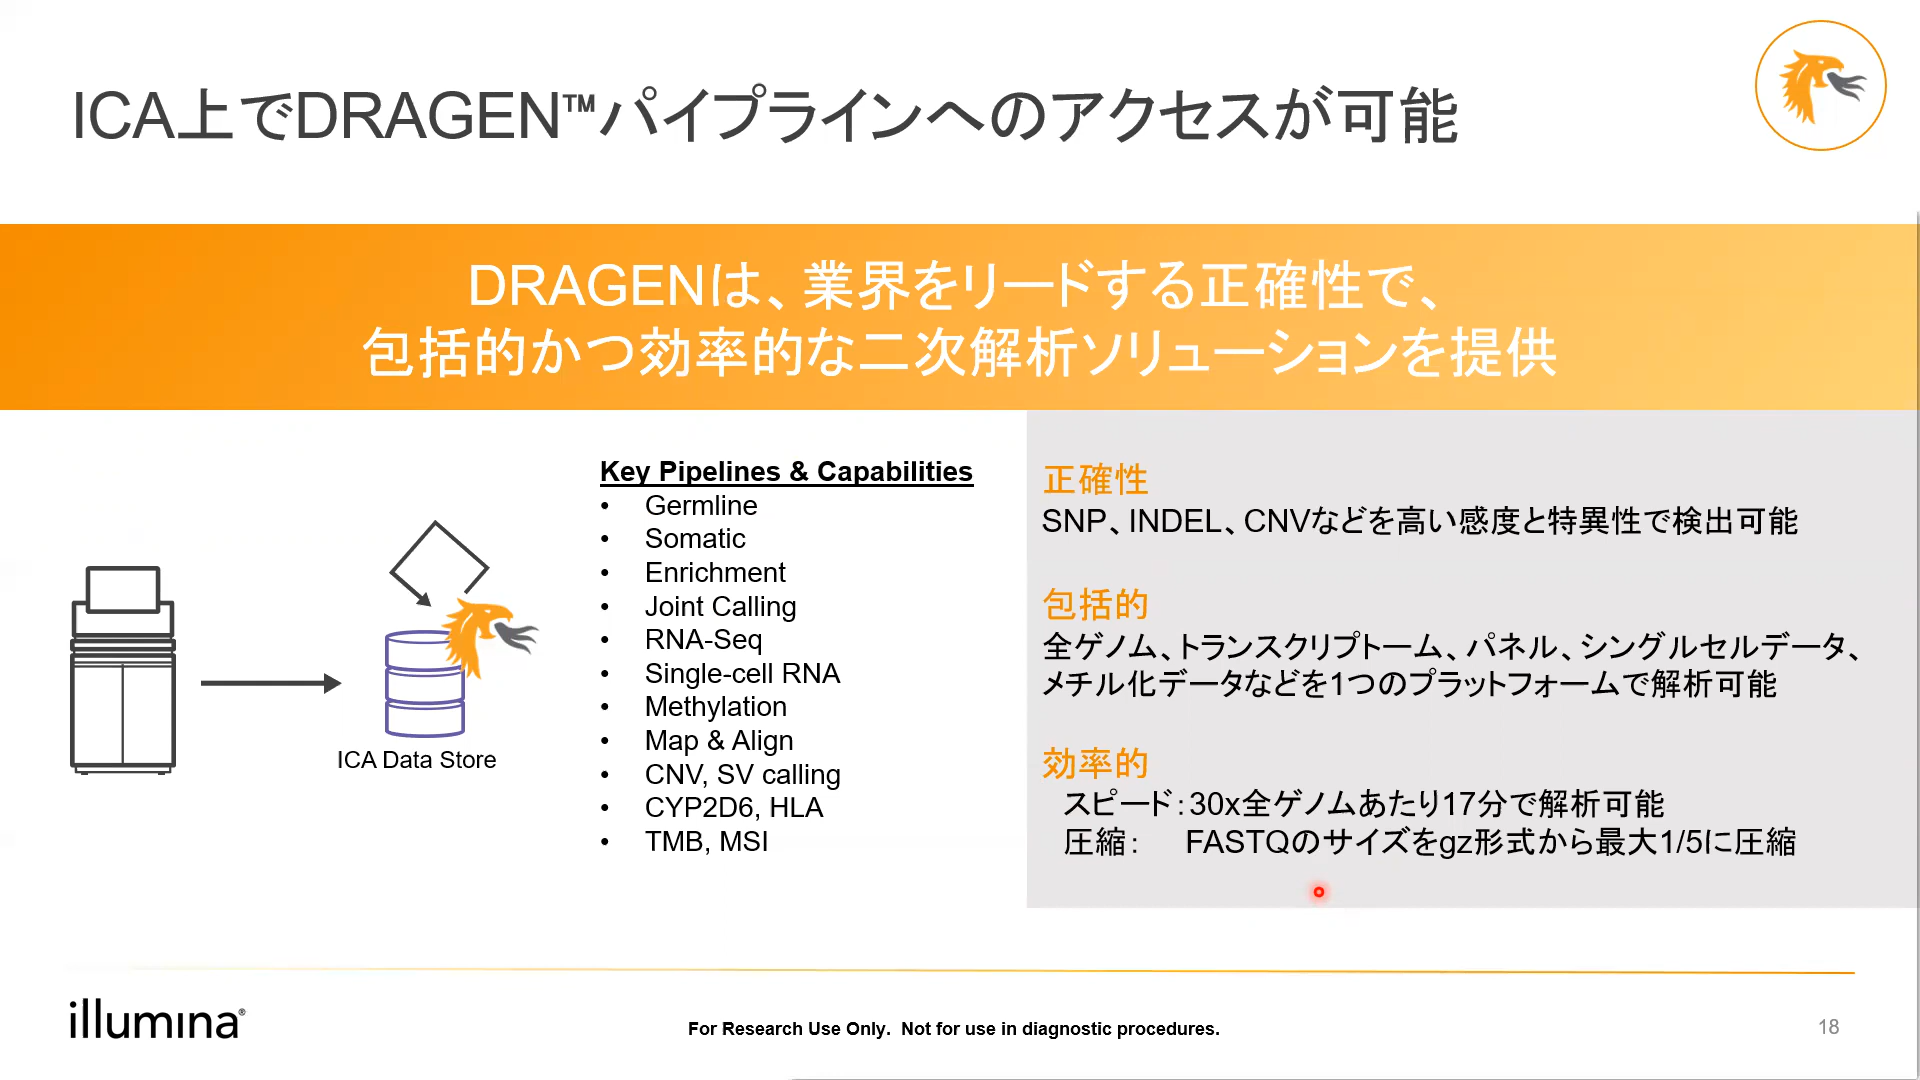 ICA上でDRAGEN™パイプラインへのアクセスが可能
DRAGENは、業界をリードする正確性で、
包括的かつ効率的な二次解析ソリューションを提供
ICA Data Store
Key Pipelines & Capabilities
• Germline
• Somatic
• Enrichment
• Joint Calling
• RNA-Seq
• Single-cell RNA
• Methylation
• Map & Align
• CNV, SV calling
• CYP2D6, HLA
• TMB, MSI
正確性
SNP、INDEL、CNVなどを高い感度と特異性で検出可能
包括的
全ゲノム、トランスクリプトーム、パネル、シングルセルデータ、
メチル化データなどを1つのプラットフォームで解析可能
効率的
スピード：30x全ゲノムあたり17分で解析可能
圧縮： FASTQのサイズをgz形式から最大1/5に圧縮
illumina®
For Research Use Only. Not for use in diagnostic procedures.
18